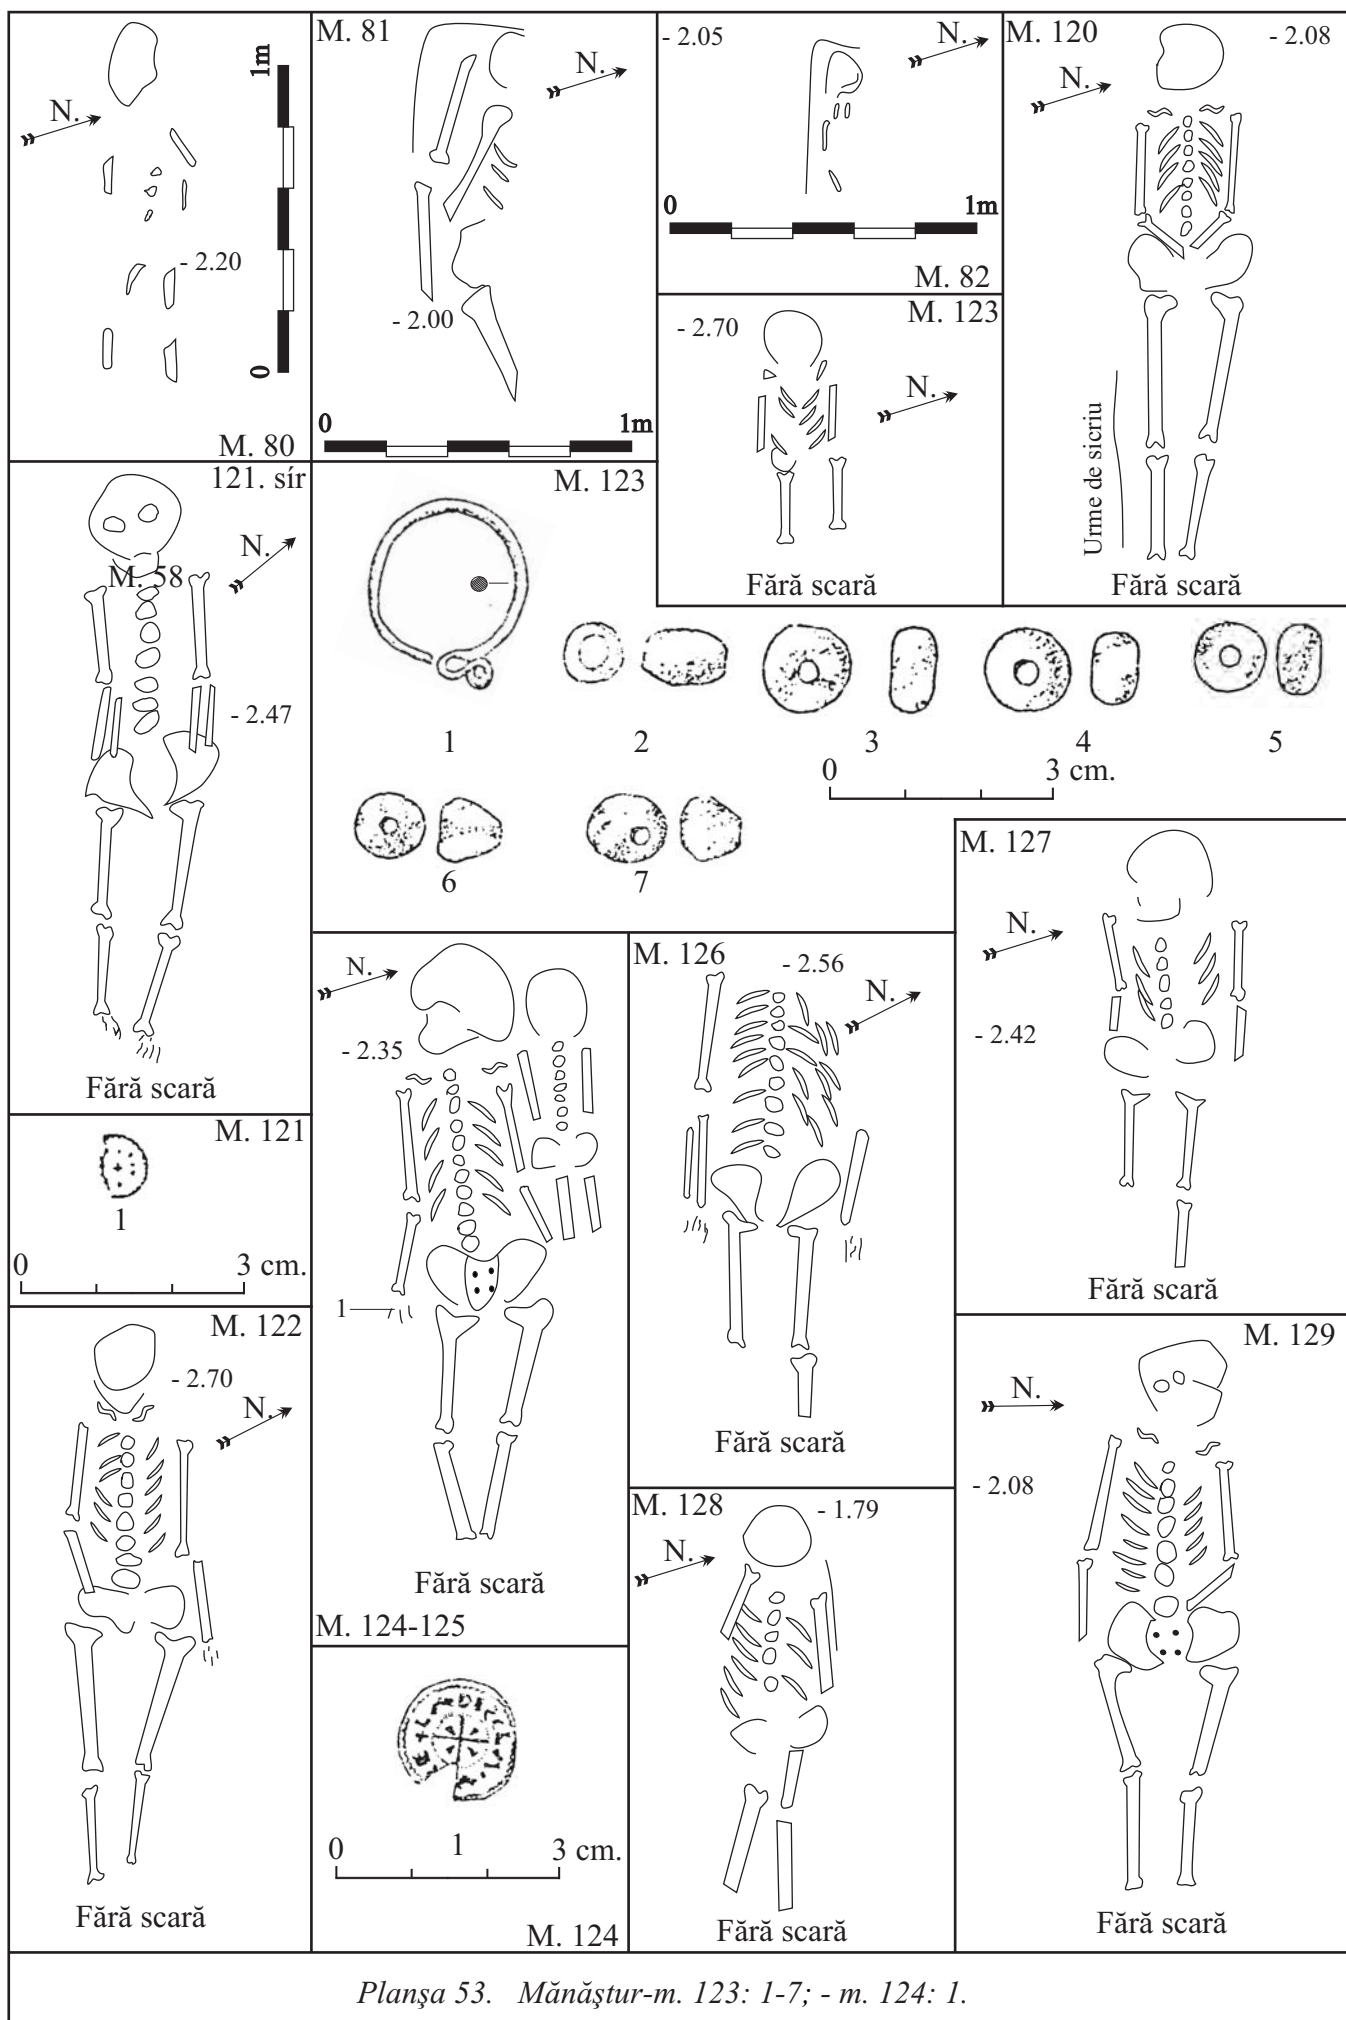 N.
1m
- 2.20
0
M. 80
M. 81
N.
- 2.00
0 1m
- 2.05
N.
0 1m
M. 82
M. 120
- 2.08
N.
Urme de sicriu
Fără scară
M. 123
- 2.70
N.
Fără scară
121. sír
N.
M. 58
- 2.47
Fără scară
M. 123
1 2 3 4 5
0 3 cm.
6 7
M. 127
N.
- 2.42
Fără scară
M. 121
1
0 3 cm.
N.
- 2.35
1
Fără scară
M. 124-125
M. 126
- 2.56
N.
Fără scară
M. 122
- 2.70
N.
Fără scară
1
0 3 cm.
M. 124
M. 128
- 1.79
N.
Fără scară
M. 129
N.
- 2.08
Fără scară
Planşa 53. Mănăştur-m. 123: 1-7; - m. 124: 1.